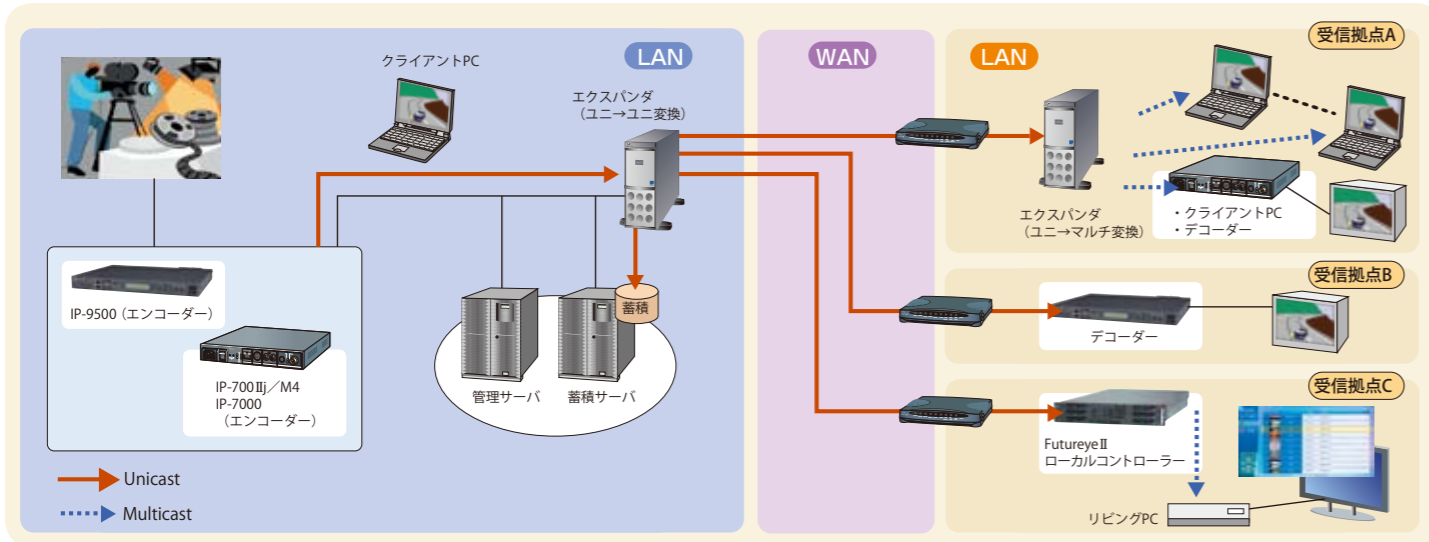 LAN
クライアントPC
エクスパンダ
（ユニ→ユニ変換）
IP-9500（エンコーダー）
IP-700Ⅱj／M4
IP-7000
（エンコーダー）
蓄積
管理サーバ
蓄積サーバ
Unicast
Multicast
WAN
LAN
受信拠点A
エクスパンダ
（ユニ→マルチ変換）
・クライアントPC
・デコーダー
受信拠点B
デコーダー
受信拠点C
FutureyeⅡ
ローカルコントローラー
リビングPC